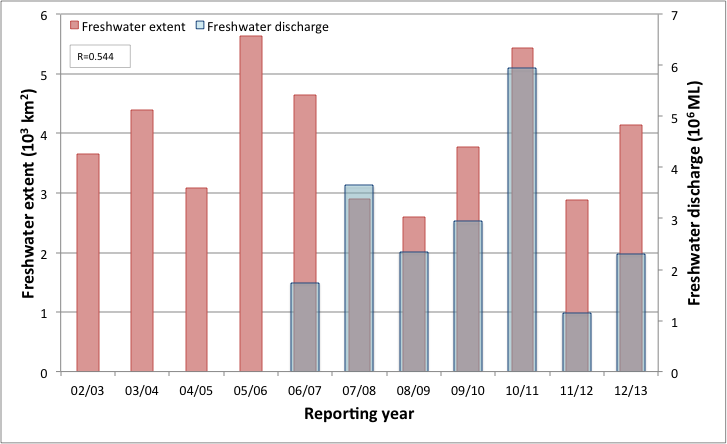 Freshwater extent Freshwater discharge
R=0.544
6
5
4
3
2
1
0
Freshwater extent (10³ km²)
7
6
5
4
3
2
1
0
Freshwater discharge (10⁶ ML)
02/03 03/04 04/05 05/06 06/07 07/08 08/09 09/10 10/11 11/12 12/13
Reporting year